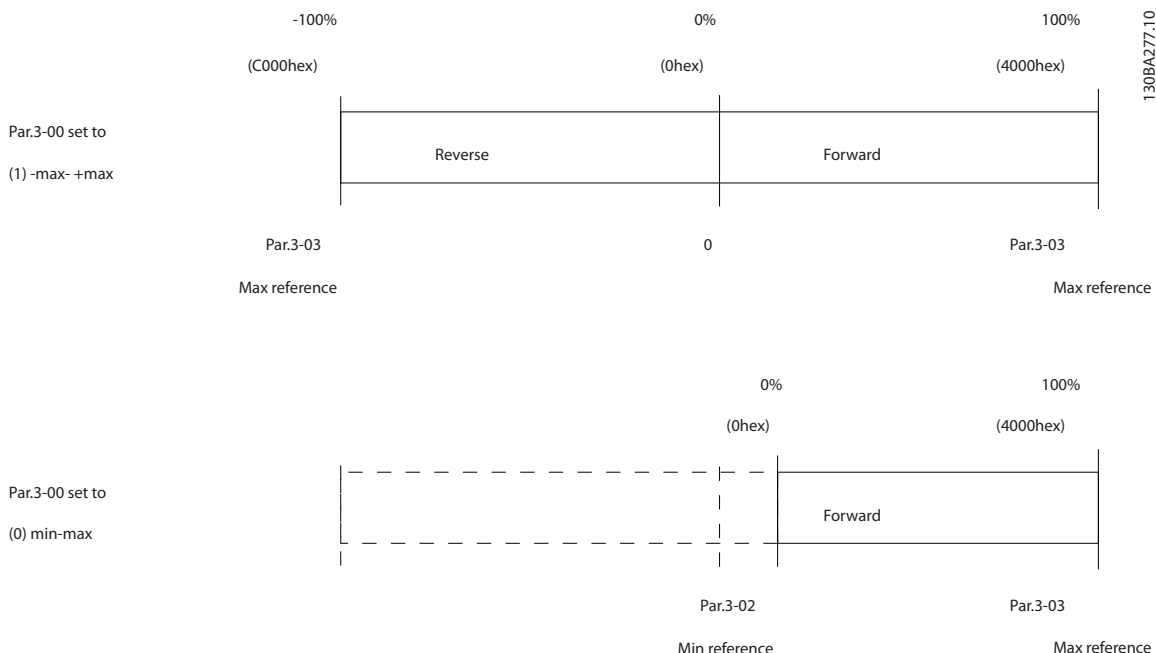 -100% 0% 100%
(C000hex) (0hex) (4000hex)
130BA277.10
Par.3-00 set to
(1) -max- +max
Reverse Forward
Par.3-03 0 Par.3-03
Max reference Max reference
0% 100%
(0hex) (4000hex)
Par.3-00 set to
(0) min-max
Forward
Par.3-02 Par.3-03
Min reference Max reference